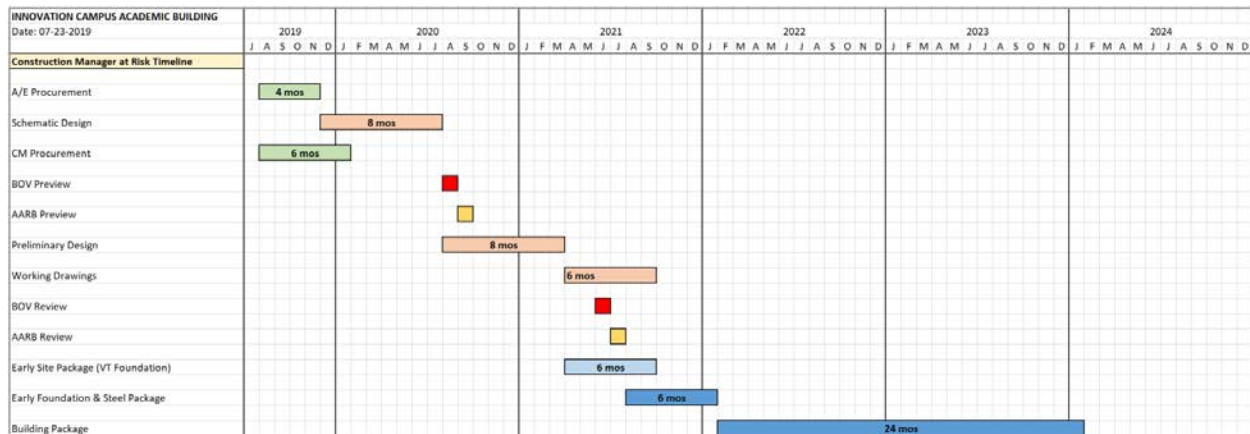 INNOVATION CAMPUS ACADEMIC BUILDING
Date: 07-23-2019 2019 2020 2021 2022 2023 2024
J A S O N D J F M A M J J A S O N D J F M A M J J A S O N D J F M A M J J A S O N D J F M A M J J A S O N D J F M A M J J A S O N D
Construction Manager at Risk Timeline
A/E Procurement 4 mos
Schematic Design 8 mos
CM Procurement 6 mos
BOV Preview
AARB Preview
Preliminary Design 8 mos
Working Drawings 6 mos
BOV Review
AARB Review
Early Site Package (VT Foundation) 6 mos
Early Foundation & Steel Package 6 mos
Building Package 24 mos